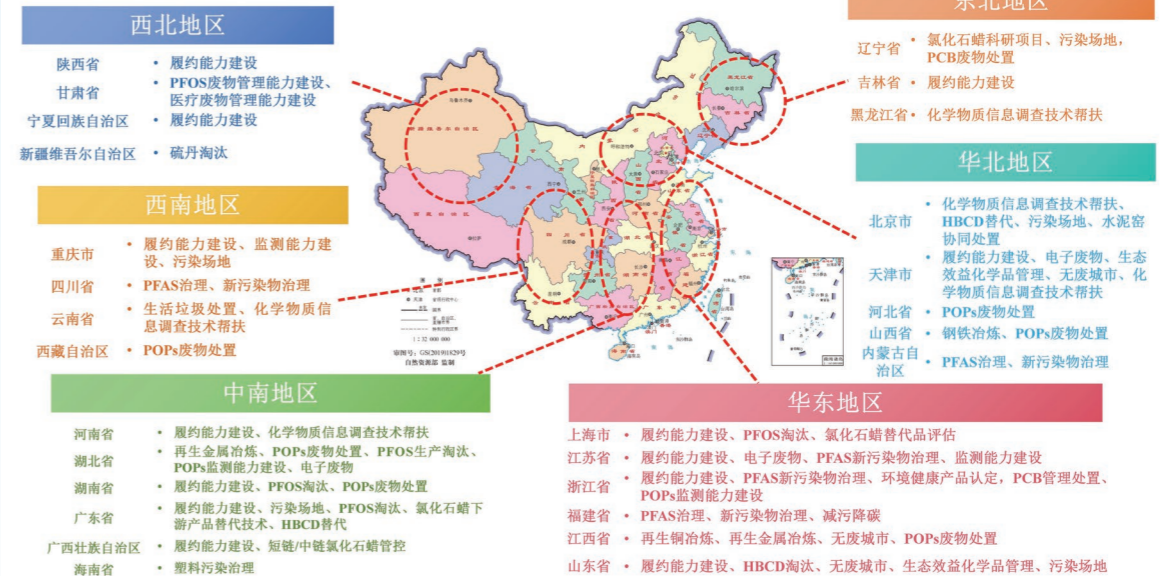 西北地区
陕西省 • 履约能力建设
甘肃省 • PFOS废物管理能力建设、
医疗废物管理能力建设
宁夏回族自治区 • 履约能力建设
新疆维吾尔自治区 • 硫丹淘汰
西南地区
重庆市 • 履约能力建设、监测能力建
设、污染场地
四川省 • PFAS治理、新污染物治理
云南省 • 生活垃圾处置、化学物质信
息调查技术帮扶
西藏自治区 • POPs废物处置
1:32 000 000
审图号:GS(2019)1829号
自然资源部 监制
东北地区
辽宁省 • 氯化石蜡科研项目、污染场地,
PCB废物处置
吉林省 • 履约能力建设
黑龙江省 • 化学物质信息调查技术帮扶
华北地区
北京市 • 化学物质信息调查技术帮扶、
HBCD替代、污染场地、水泥窑
协同处置
天津市 • 履约能力建设、电子废物、生态
效益化学品管理、无废城市、化
学物质信息调查技术帮扶
河北省 • POPs废物处置
山西省 • 钢铁冶炼、POPs废物处置
内蒙古自
治区 • PFAS治理、新污染物治理
中南地区
河南省 • 履约能力建设、化学物质信息调查技术帮扶
湖北省 • 再生金属冶炼、POPs废物处置、PFOS生产淘汰、
POPs监测能力建设、电子废物
湖南省 • 履约能力建设、PFOS淘汰、POPs废物处置
广东省 • 履约能力建设、污染场地、PFOS淘汰、氯化石蜡下
游产品替代技术、HBCD替代
广西壮族自治区 • 履约能力建设、短链/中链氯化石蜡管控
海南省 • 塑料污染治理
华东地区
上海市 • 履约能力建设、PFOS淘汰、氯化石蜡替代品评估
江苏省 • 履约能力建设、电子废物、PFAS新污染物治理、监测能力建设
浙江省 • 履约能力建设、PFAS新污染物治理、环境健康产品认定,PCB管理处置、
POPs监测能力建设
福建省 • PFAS治理、新污染物治理、减污降碳
江西省 • 再生铜冶炼、再生金属冶炼、无废城市、POPs废物处置
山东省 • 履约能力建设、HBCD淘汰、无废城市、生态效益化学品管理、污染场地